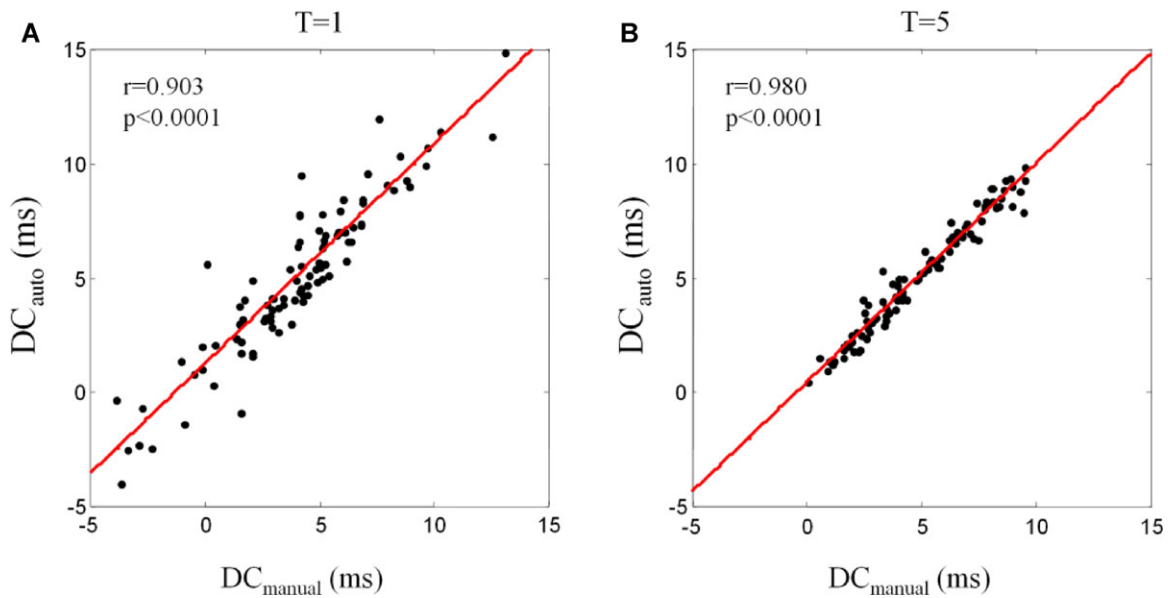 A
T=1
r=0.903
p<0.0001
15
10
5
0
-5
-5 0 5 10 15
DCauto (ms)
DCmanual (ms)
B
T=5
r=0.980
p<0.0001
15
10
5
0
-5
-5 0 5 10 15
DCauto (ms)
DCmanual (ms)